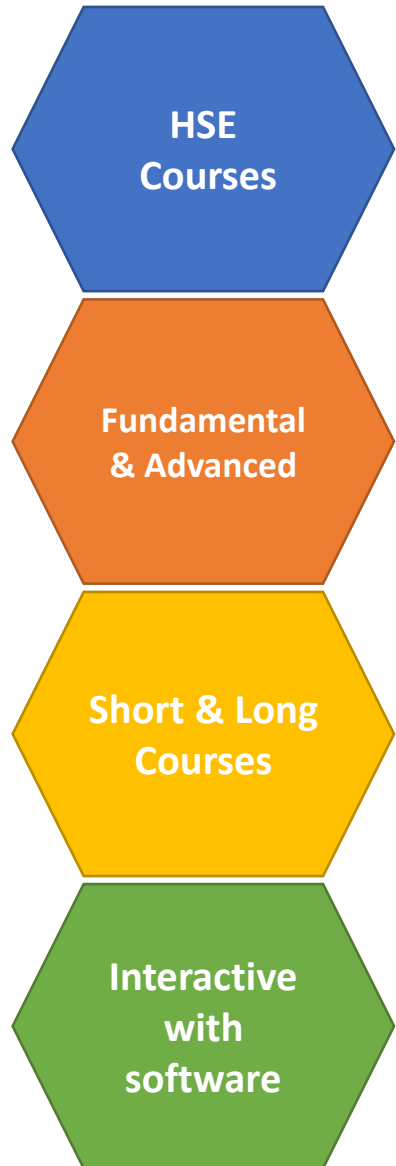 HSE
Courses
Fundamental
& Advanced
Short & Long
Courses
Interactive
with
software